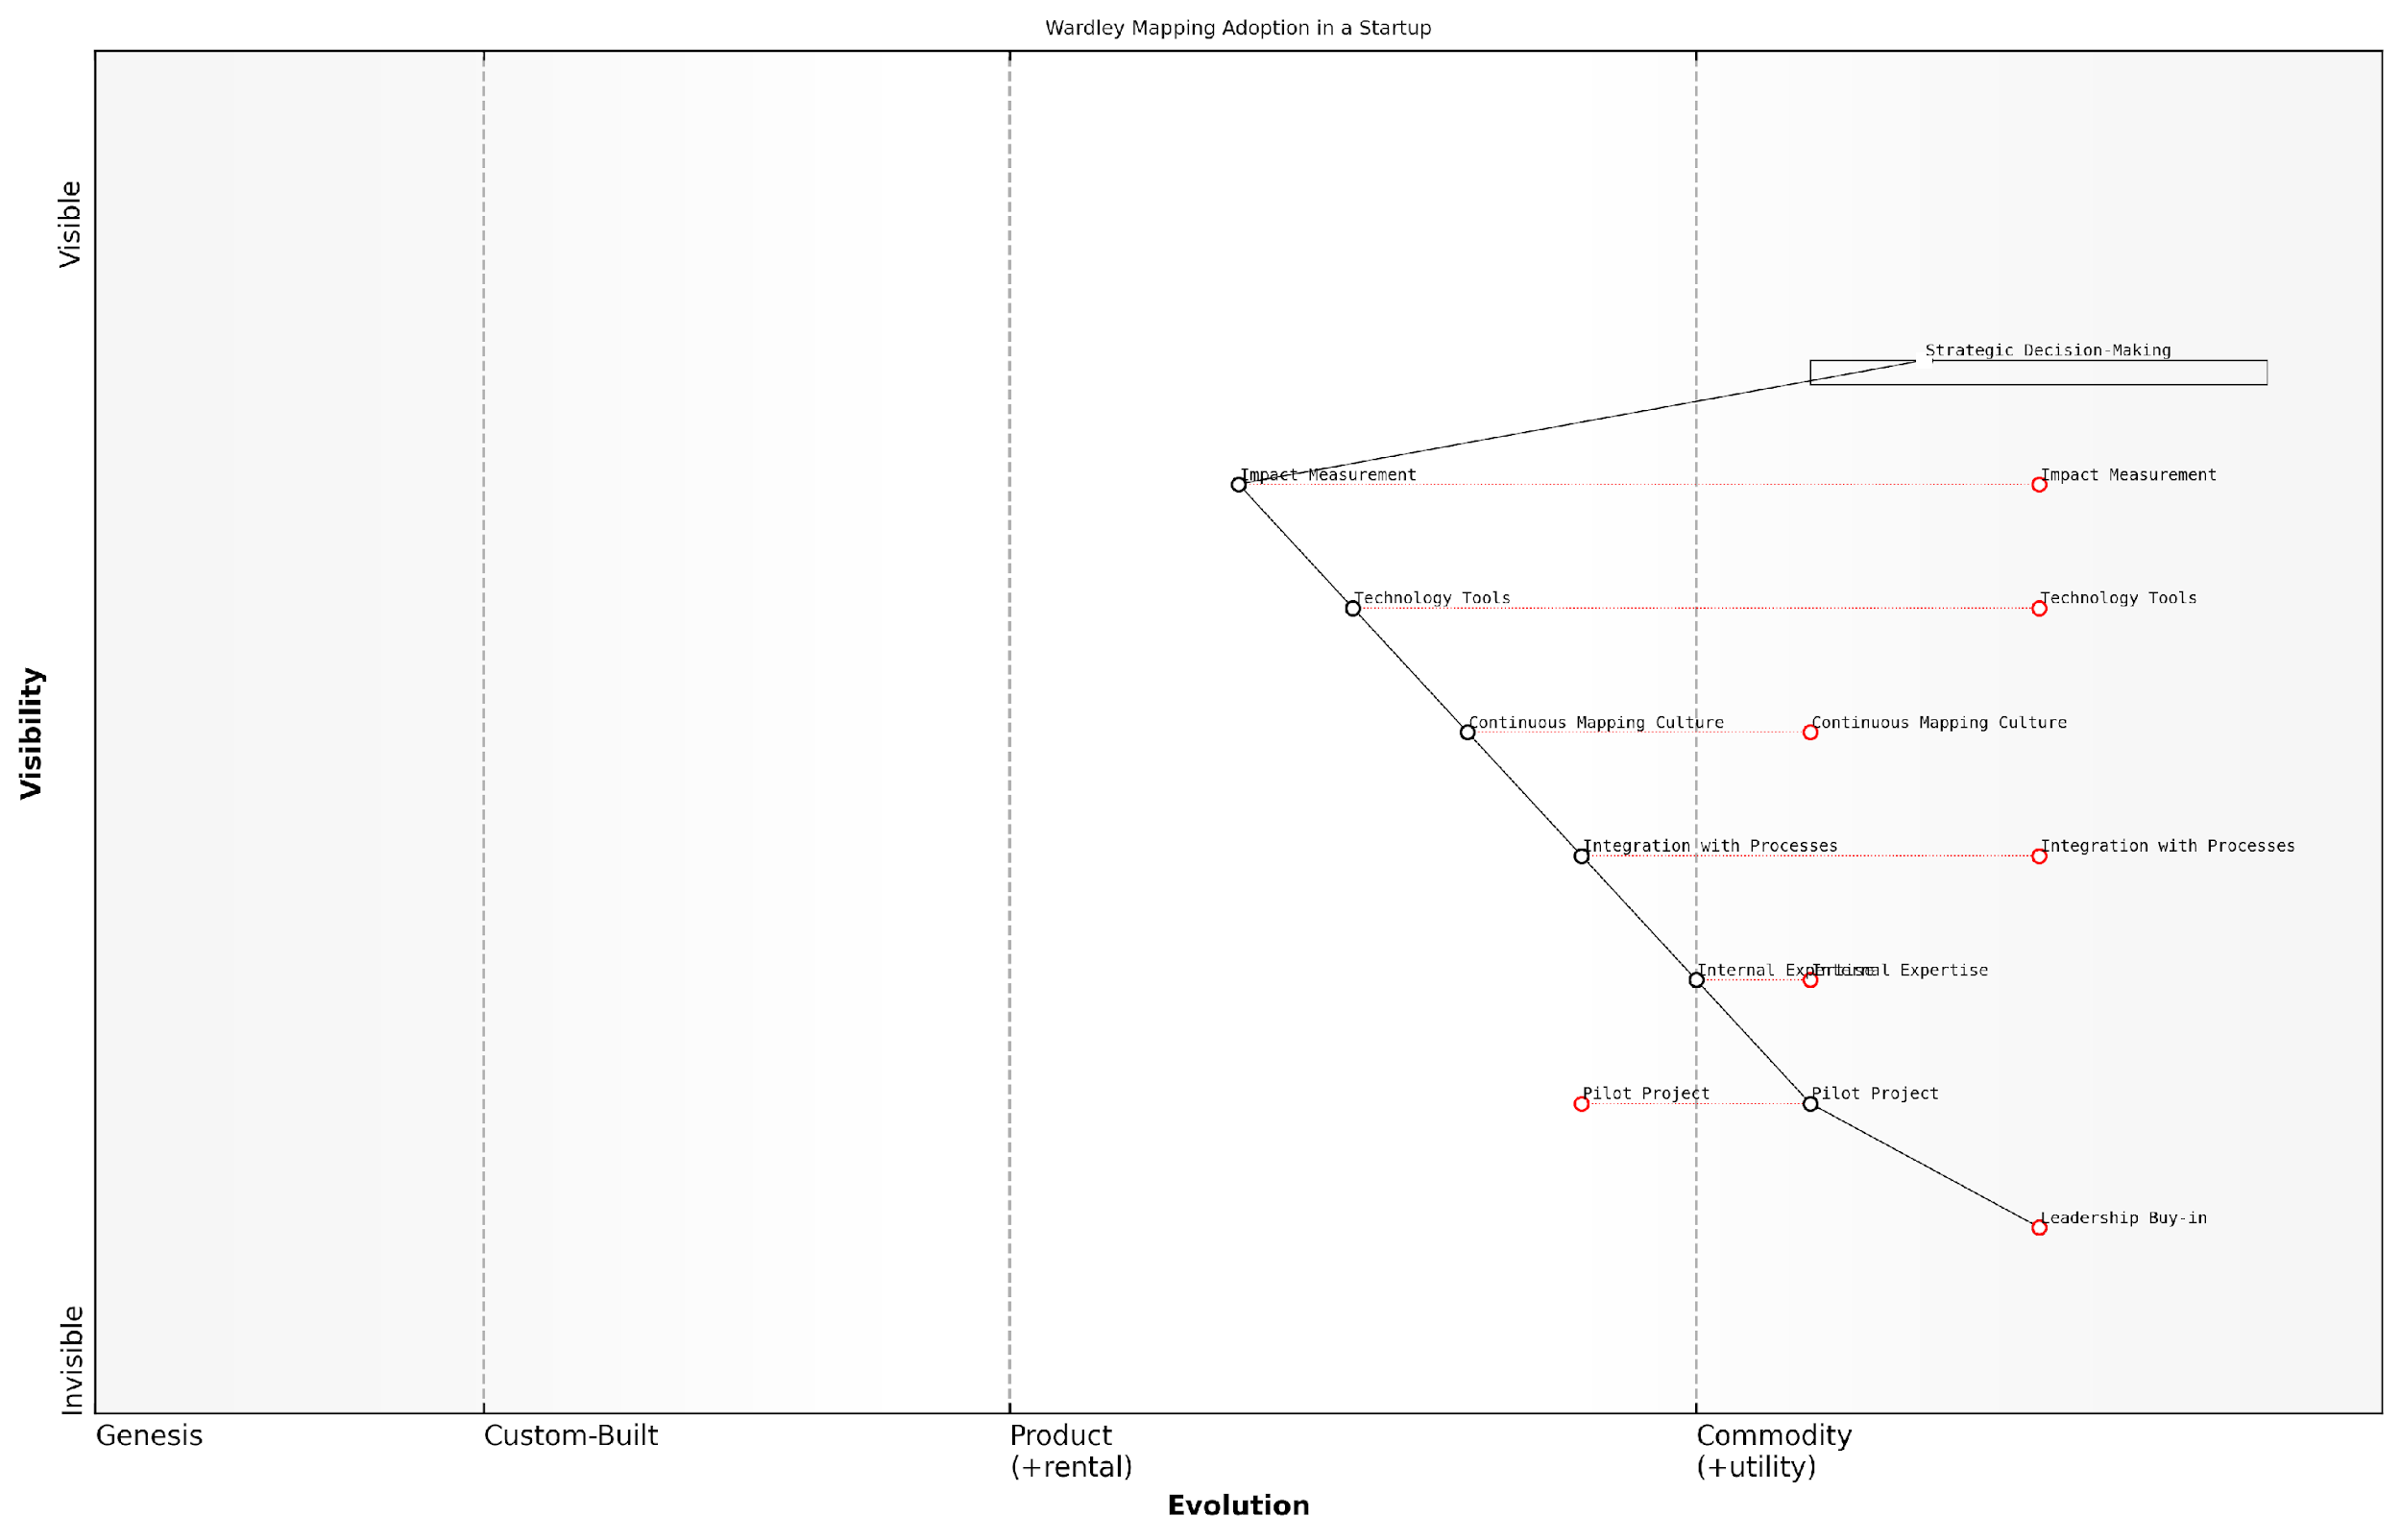 Wardley Mapping Adoption in a Startup
Visible
Strategic Decision-Making
Impact Measurement
Impact Measurement
Technology Tools
Technology Tools
Continuous Mapping Culture
Continuous Mapping Culture
Visibility
Integration with Processes
Integration with Processes
Internal Expertise
Internal Expertise
Pilot Project
Pilot Project
Leadership Buy-in
Invisible
Genesis
Custom-Built
Product
(+rental)
Commodity
(+utility)
Evolution